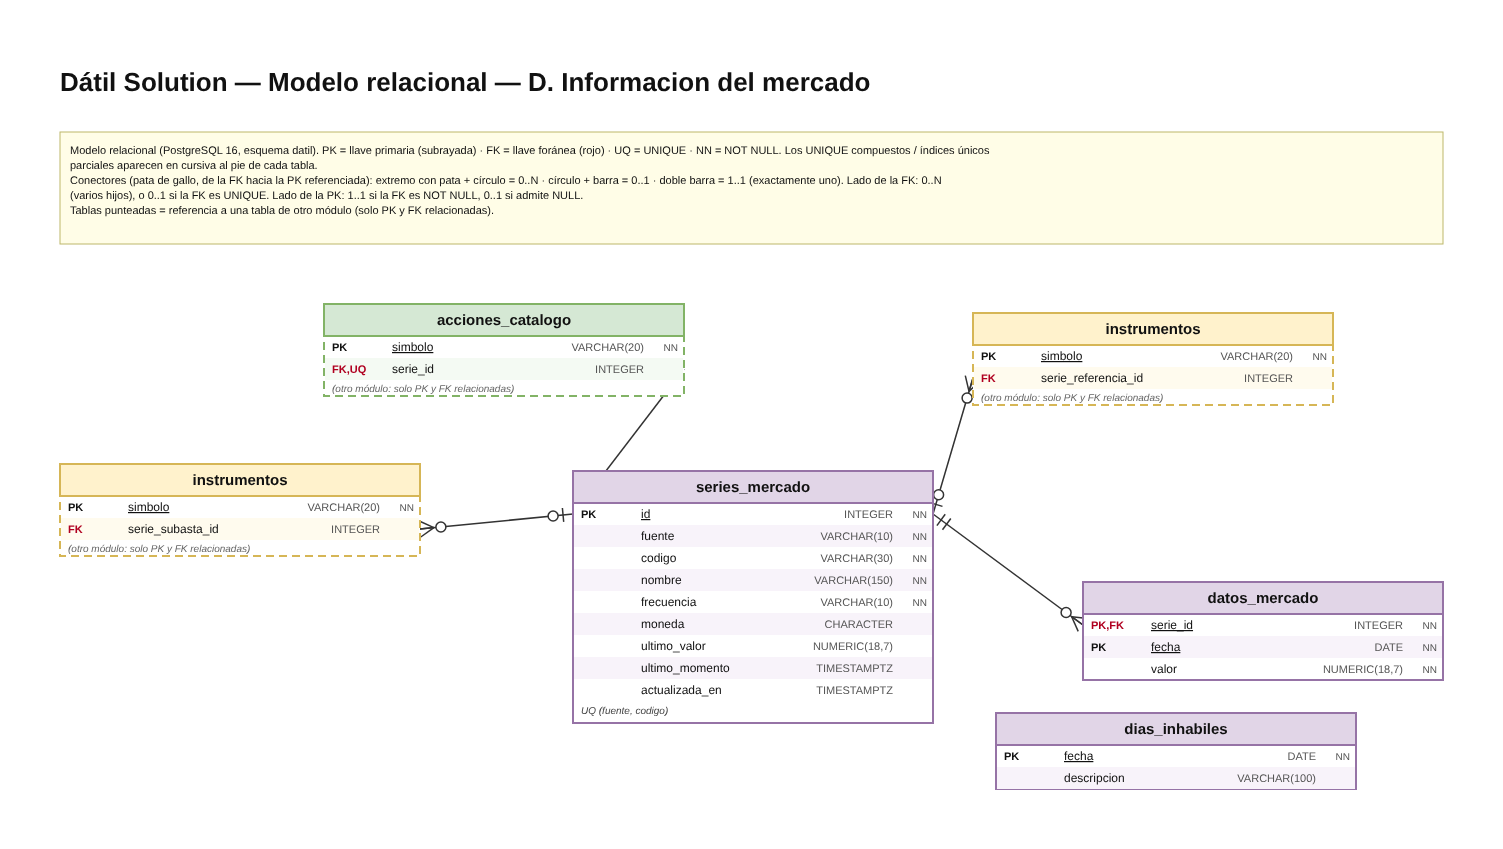 Dátil Solution — Modelo relacional — D. Informacion del mercado
Modelo relacional (PostgreSQL 16, esquema datil). PK = llave primaria (subrayada) · FK = llave foránea (rojo) · UQ = UNIQUE · NN = NOT NULL. Los UNIQUE compuestos / índices únicos
parciales aparecen en cursiva al pie de cada tabla.
Conectores (pata de gallo, de la FK hacia la PK referenciada): extremo con pata + círculo = 0..N · círculo + barra = 0..1 · doble barra = 1..1 (exactamente uno). Lado de la FK: 0..N
(varios hijos), o 0..1 si la FK es UNIQUE. Lado de la PK: 1..1 si la FK es NOT NULL, 0..1 si admite NULL.
Tablas punteadas = referencia a una tabla de otro módulo (solo PK y FK relacionadas).
acciones_catalogo
PK simbolo VARCHAR(20) NN
FK,UQ serie_id INTEGER
(otro módulo: solo PK y FK relacionadas)
instrumentos
PK simbolo VARCHAR(20) NN
FK serie_referencia_id INTEGER
(otro módulo: solo PK y FK relacionadas)
instrumentos
PK simbolo VARCHAR(20) NN
FK serie_subasta_id INTEGER
(otro módulo: solo PK y FK relacionadas)
series_mercado
PK id INTEGER NN
fuente VARCHAR(10) NN
codigo VARCHAR(30) NN
nombre VARCHAR(150) NN
frecuencia VARCHAR(10) NN
moneda CHARACTER
ultimo_valor NUMERIC(18,7)
ultimo_momento TIMESTAMPTZ
actualizada_en TIMESTAMPTZ
UQ (fuente, codigo)
datos_mercado
PK,FK serie_id INTEGER NN
PK fecha DATE NN
valor NUMERIC(18,7) NN
dias_inhabiles
PK fecha DATE NN
descripcion VARCHAR(100)